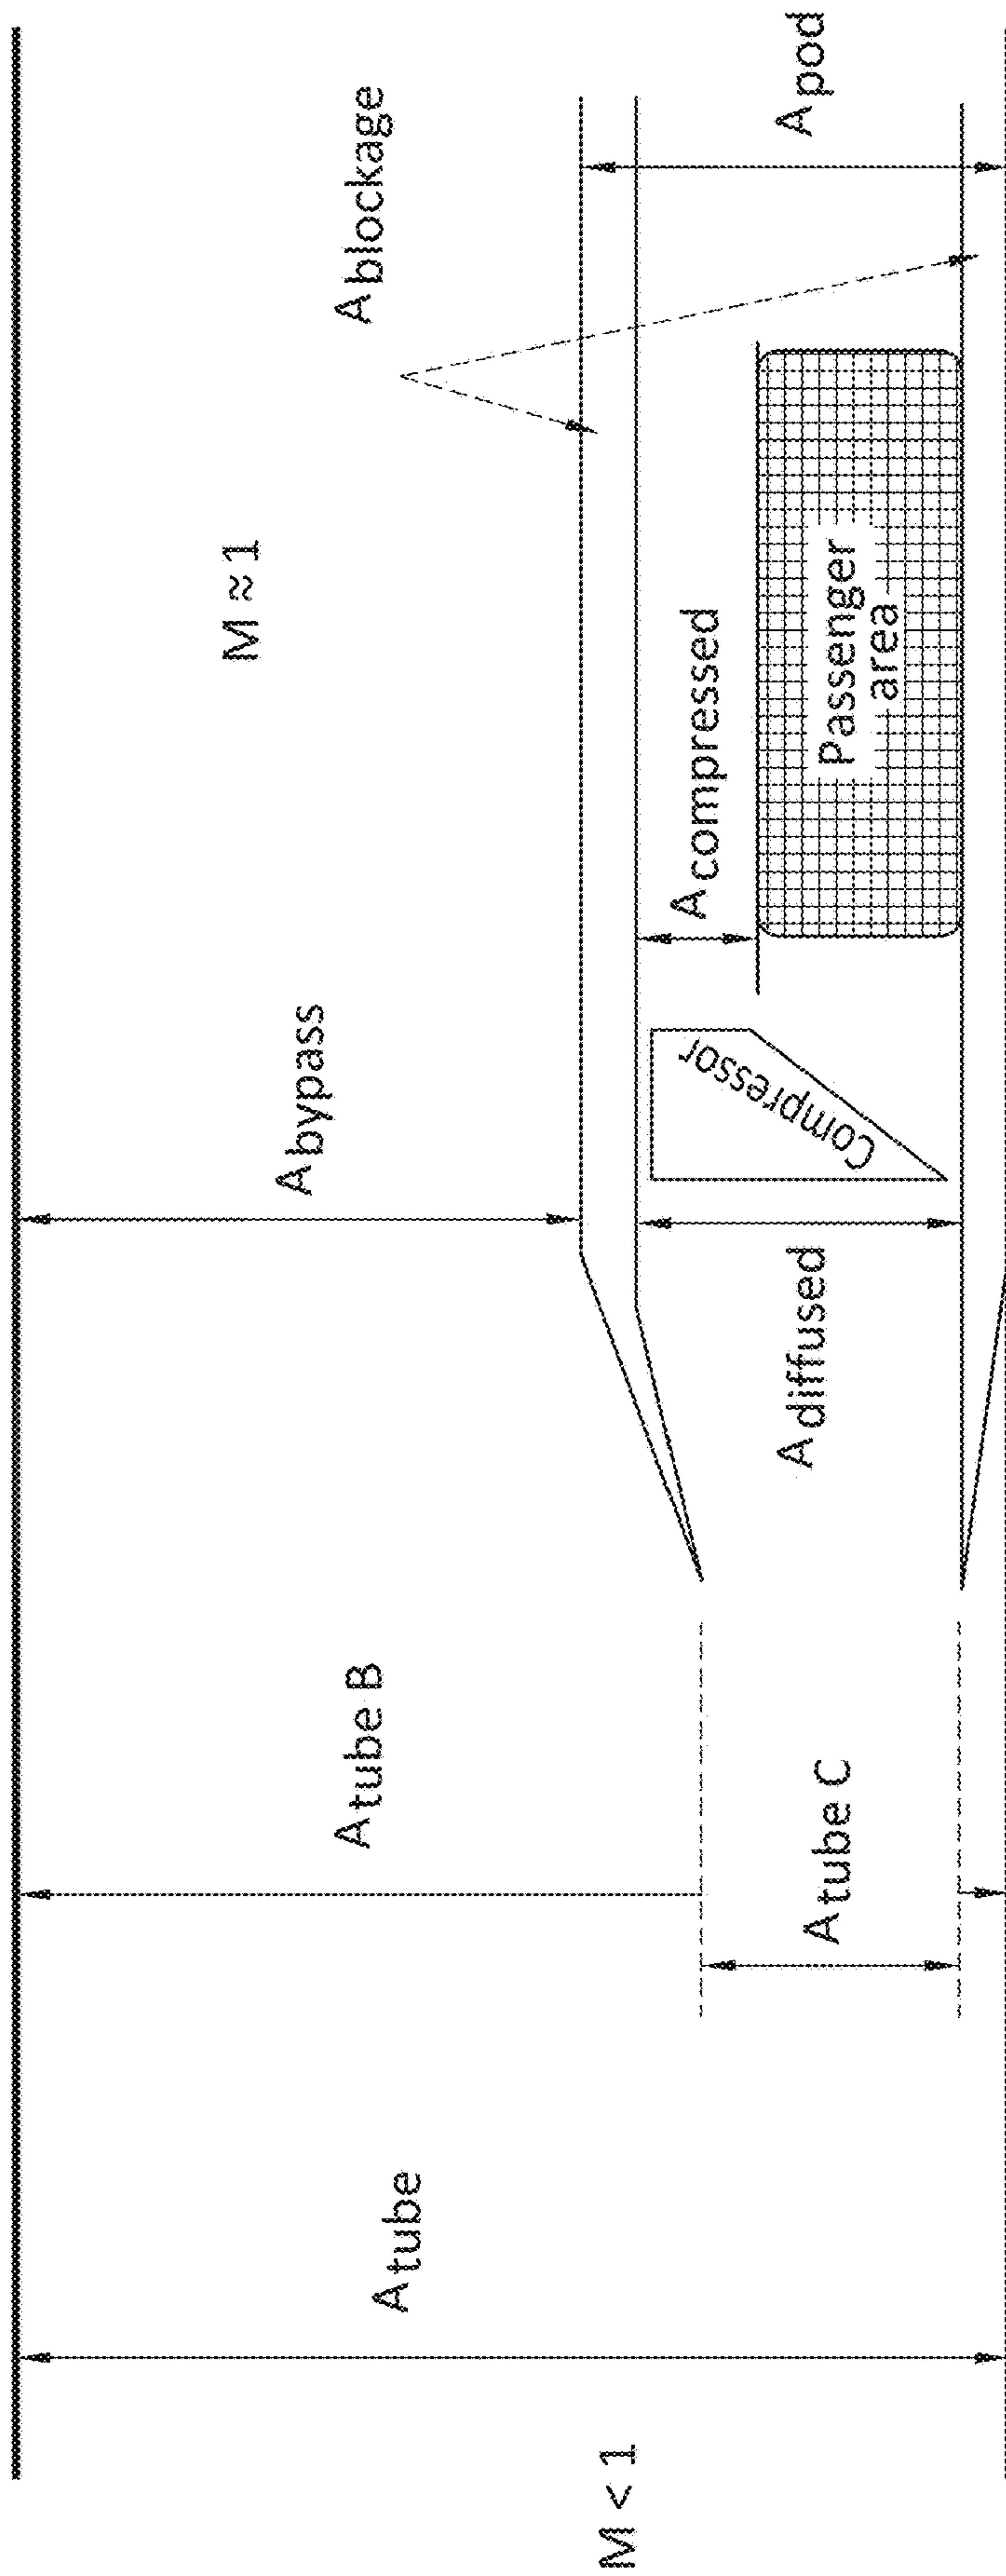 M < 1
A tube
A tube B
A tube C
A bypass
A diffused
Compressor
A compressed
Passenger
area
M ≈ 1
A blockage
A pod